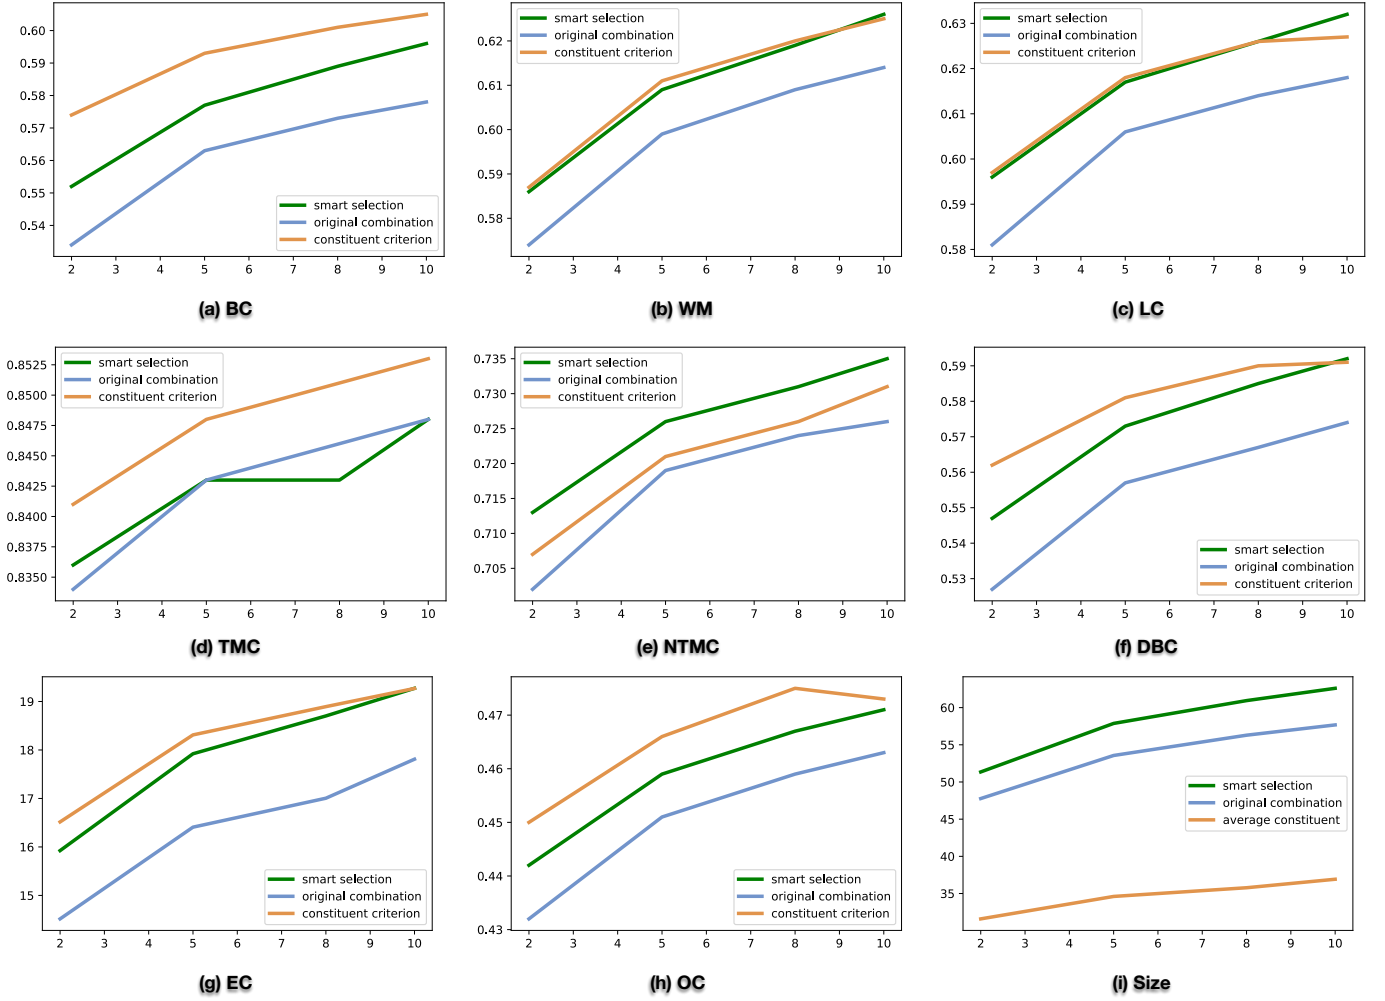 0.60
0.59
0.58
0.57
0.56
0.55
0.54
smart selection
original combination
constituent criterion
2 3 4 5 6 7 8 9 10
(a) BC
0.62
0.61
0.60
0.59
0.58
smart selection
original combination
constituent criterion
2 3 4 5 6 7 8 9 10
(b) WM
0.63
0.62
0.61
0.60
0.59
0.58
smart selection
original combination
constituent criterion
2 3 4 5 6 7 8 9 10
(c) LC
0.8525
0.8500
0.8475
0.8450
0.8425
0.8400
0.8375
0.8350
smart selection
original combination
constituent criterion
2 3 4 5 6 7 8 9 10
(d) TMC
0.735
0.730
0.725
0.720
0.715
0.710
0.705
smart selection
original combination
constituent criterion
2 3 4 5 6 7 8 9 10
(e) NTMC
0.59
0.58
0.57
0.56
0.55
0.54
0.53
smart selection
original combination
constituent criterion
2 3 4 5 6 7 8 9 10
(f) DBC
19
18
17
16
15
smart selection
original combination
constituent criterion
2 3 4 5 6 7 8 9 10
(g) EC
0.47
0.46
0.45
0.44
0.43
smart selection
original combination
constituent criterion
2 3 4 5 6 7 8 9 10
(h) OC
60
55
50
45
40
35
smart selection
original combination
average constituent
2 3 4 5 6 7 8 9 10
(i) Size